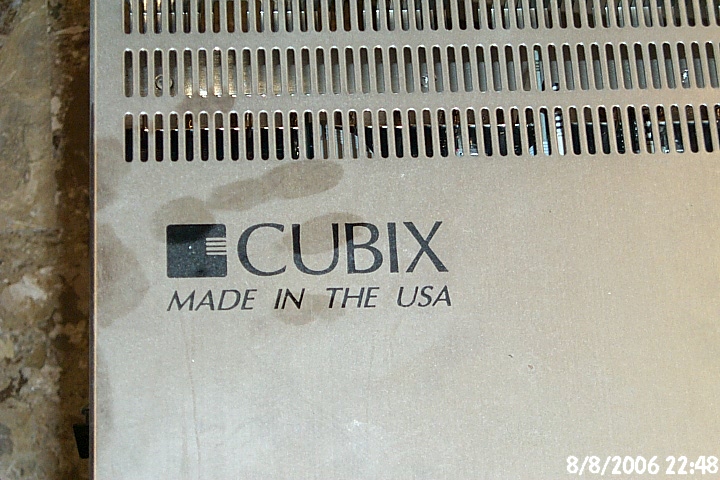 CUBIX
MADE IN THE USA
8/8/2006 22:48